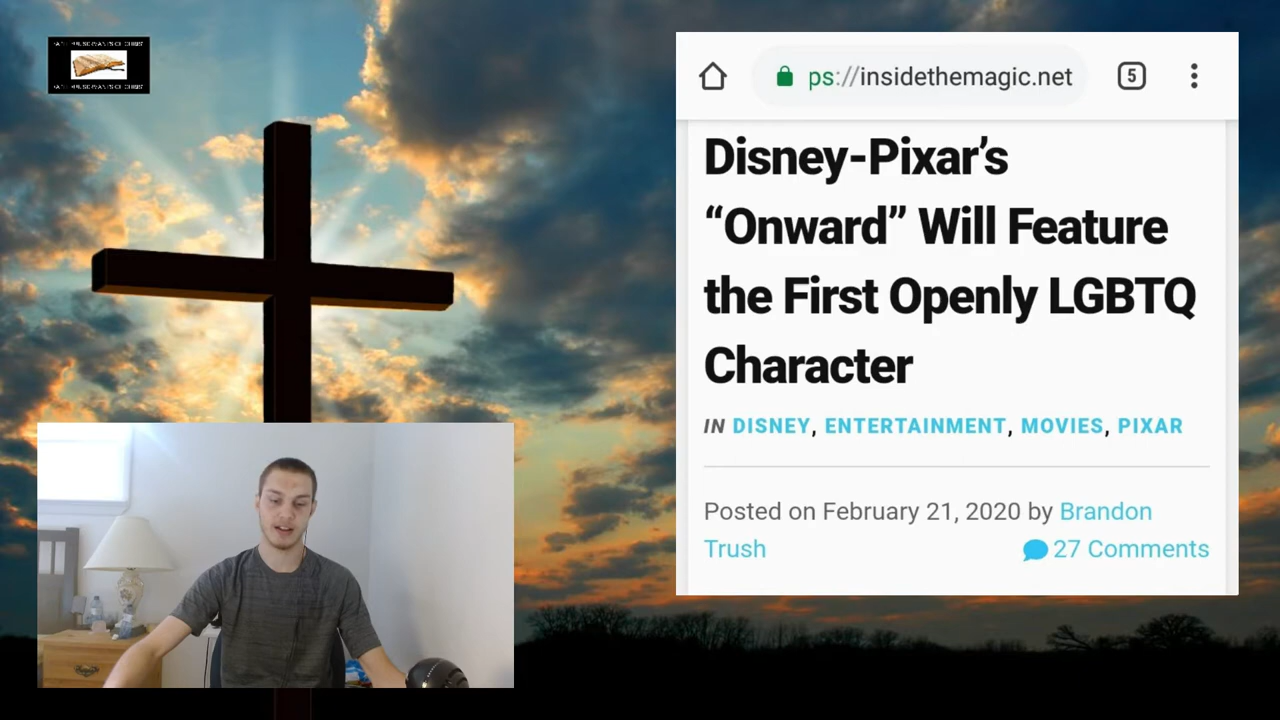 ps://insidethemagic.net
5
Disney-Pixar’s
“Onward” Will Feature
the First Openly LGBTQ
Character
IN DISNEY, ENTERTAINMENT, MOVIES, PIXAR
Posted on February 21, 2020 by Brandon
Trush
27 Comments